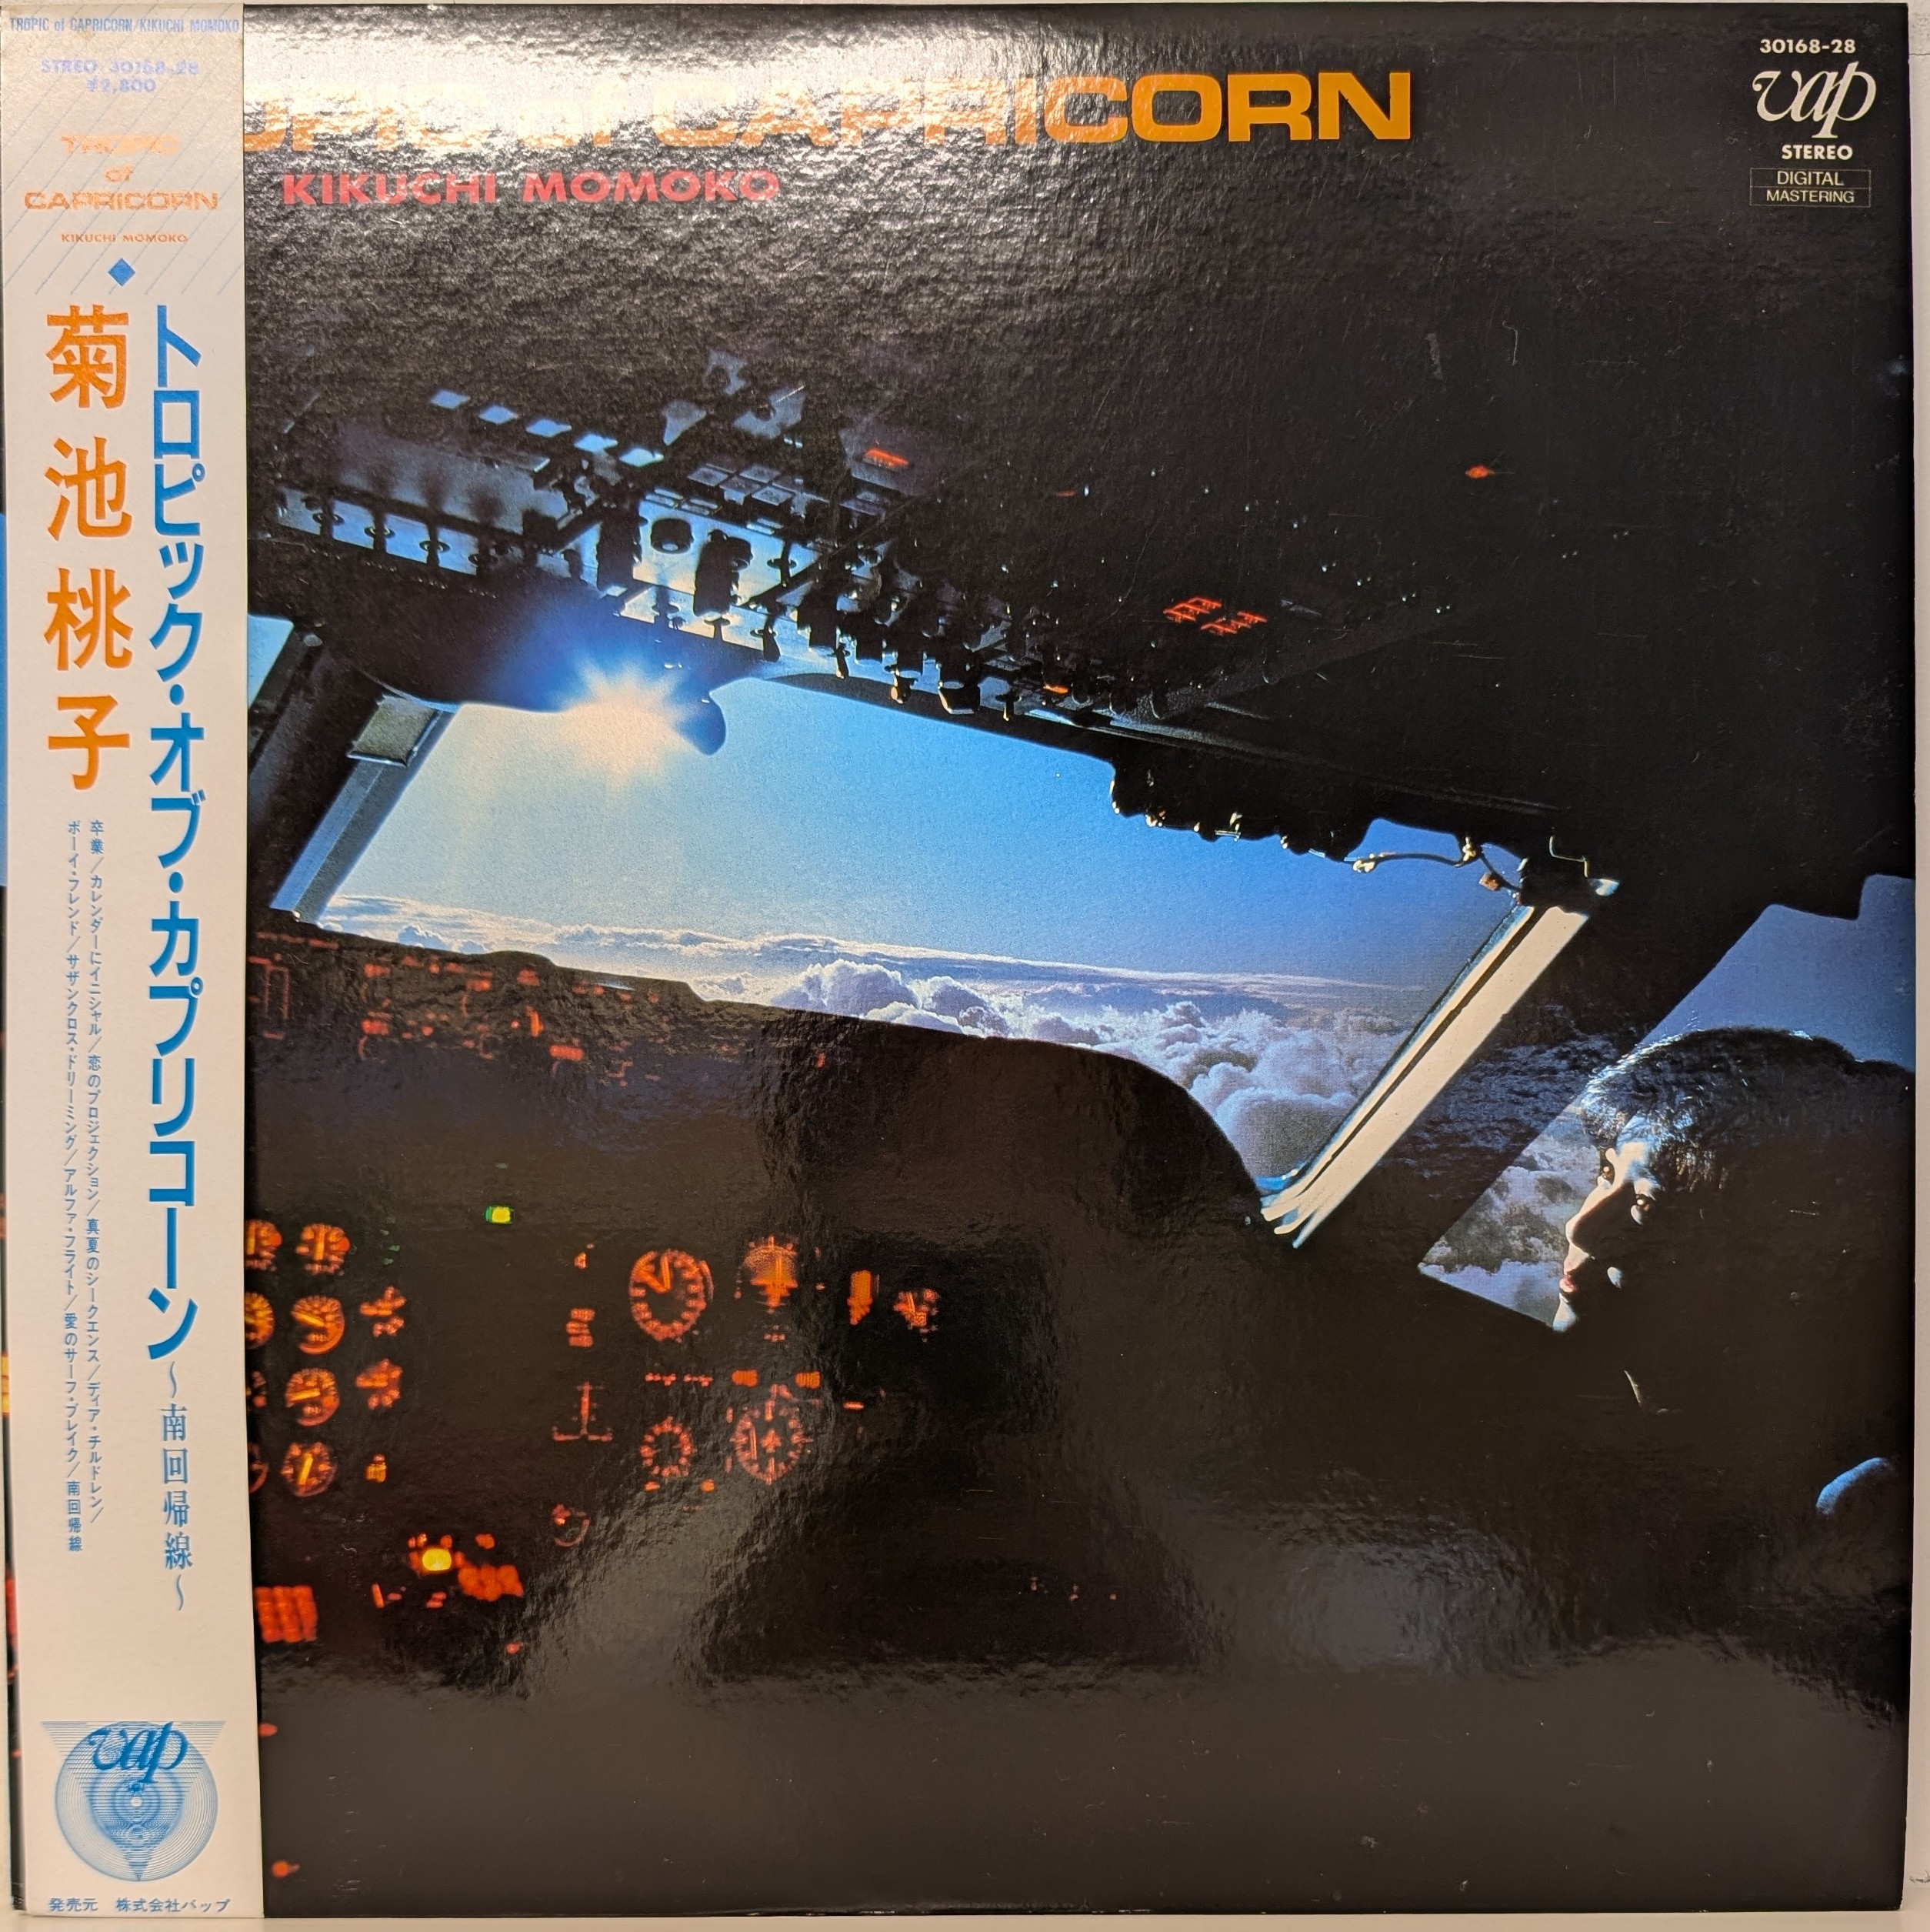 TROPIC of CAPRICORN/KIKUCHI MOMOKO
STREO 30168-28
¥2,800
TROPIC
of
CAPRICORN
KIKUCHI MOMOKO
トロピック・オブ・カプリコーン〜南回帰線〜
菊池桃子
卒業/カレンダーにイニシャル/恋のプロジェクション/真夏のシークエンス/ディア・チルドレン/
ボーイ・フレンド/サザンクロス・ドリーミング/アルファ・フライト/愛のサーフ・ブレイク/南回帰線
vap
発売元 株式会社バップ
OPIC of CAPRICORN
KIKUCHI MOMOKO
30168-28
vap
STEREO
DIGITAL
MASTERING